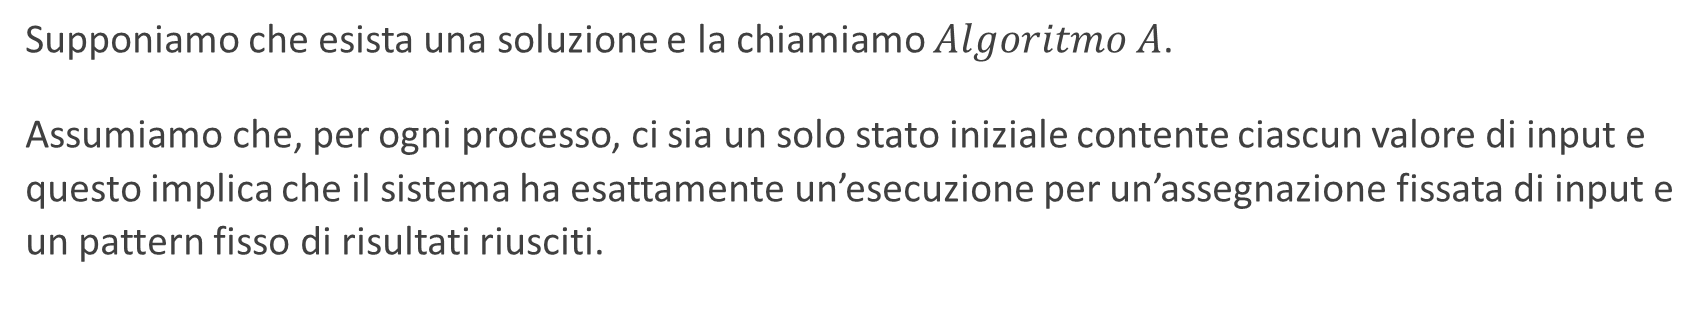 Supponiamo che esista una soluzione e la chiamiamo Algoritmo A.
Assumiamo che, per ogni processo, ci sia un solo stato iniziale contente ciascun valore di input e
questo implica che il sistema ha esattamente un’esecuzione per un’assegnazione fissata di input e
un pattern fisso di risultati riusciti.